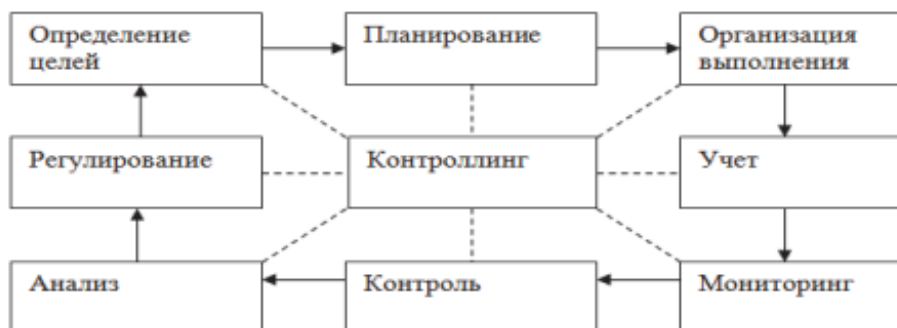 Определение
целей
Планирование
Организация
выполнения
Регулирование
Контроллинг
Учет
Анализ
Контроль
Мониторинг